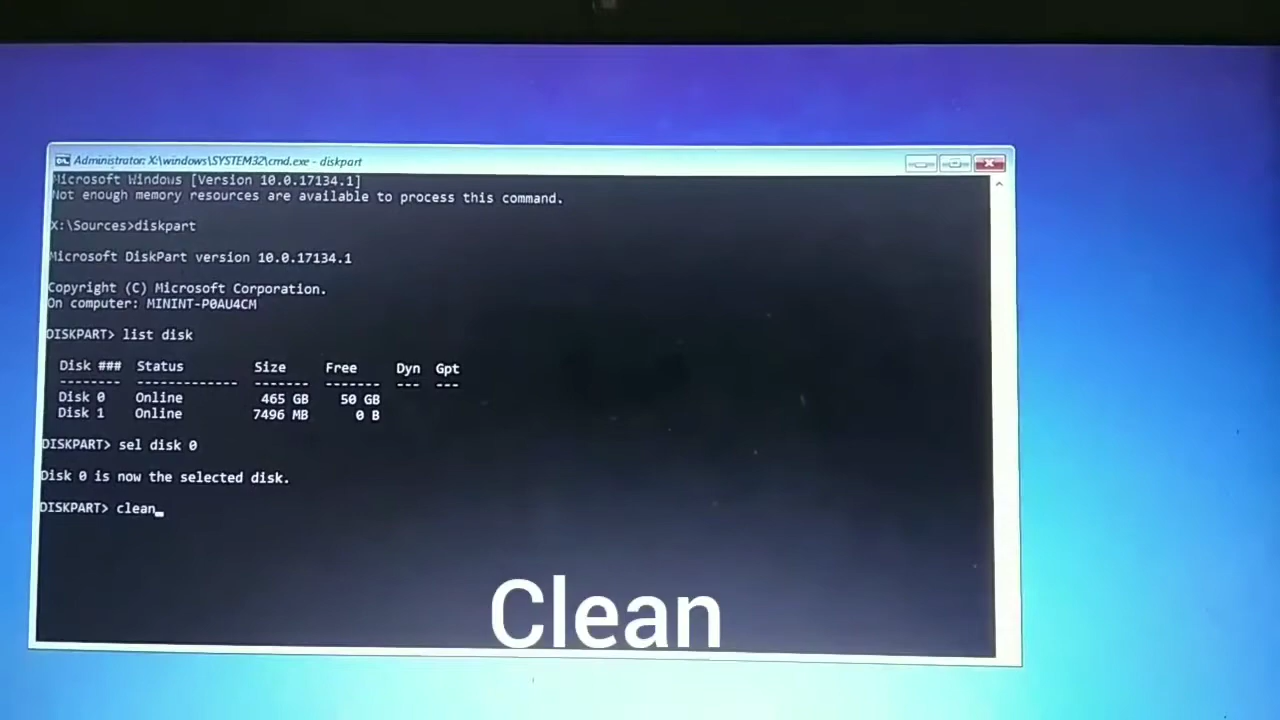 Administrator: X:\windows\SYSTEM32\cmd.exe - diskpart
Microsoft Windows [Version 10.0.17134.1]
Not enough memory resources are available to process this command.
X:\Sources>diskpart
Microsoft DiskPart version 10.0.17134.1
Copyright (C) Microsoft Corporation.
On computer: MININT-P0AU4CM
DISKPART> list disk
Disk ### Status Size Free Dyn Gpt
-------- ------------- ------- ------- --- ---
Disk 0 Online 465 GB 50 GB
Disk 1 Online 7496 MB 0 B
DISKPART> sel disk 0
Disk 0 is now the selected disk.
DISKPART> clean_
Clean